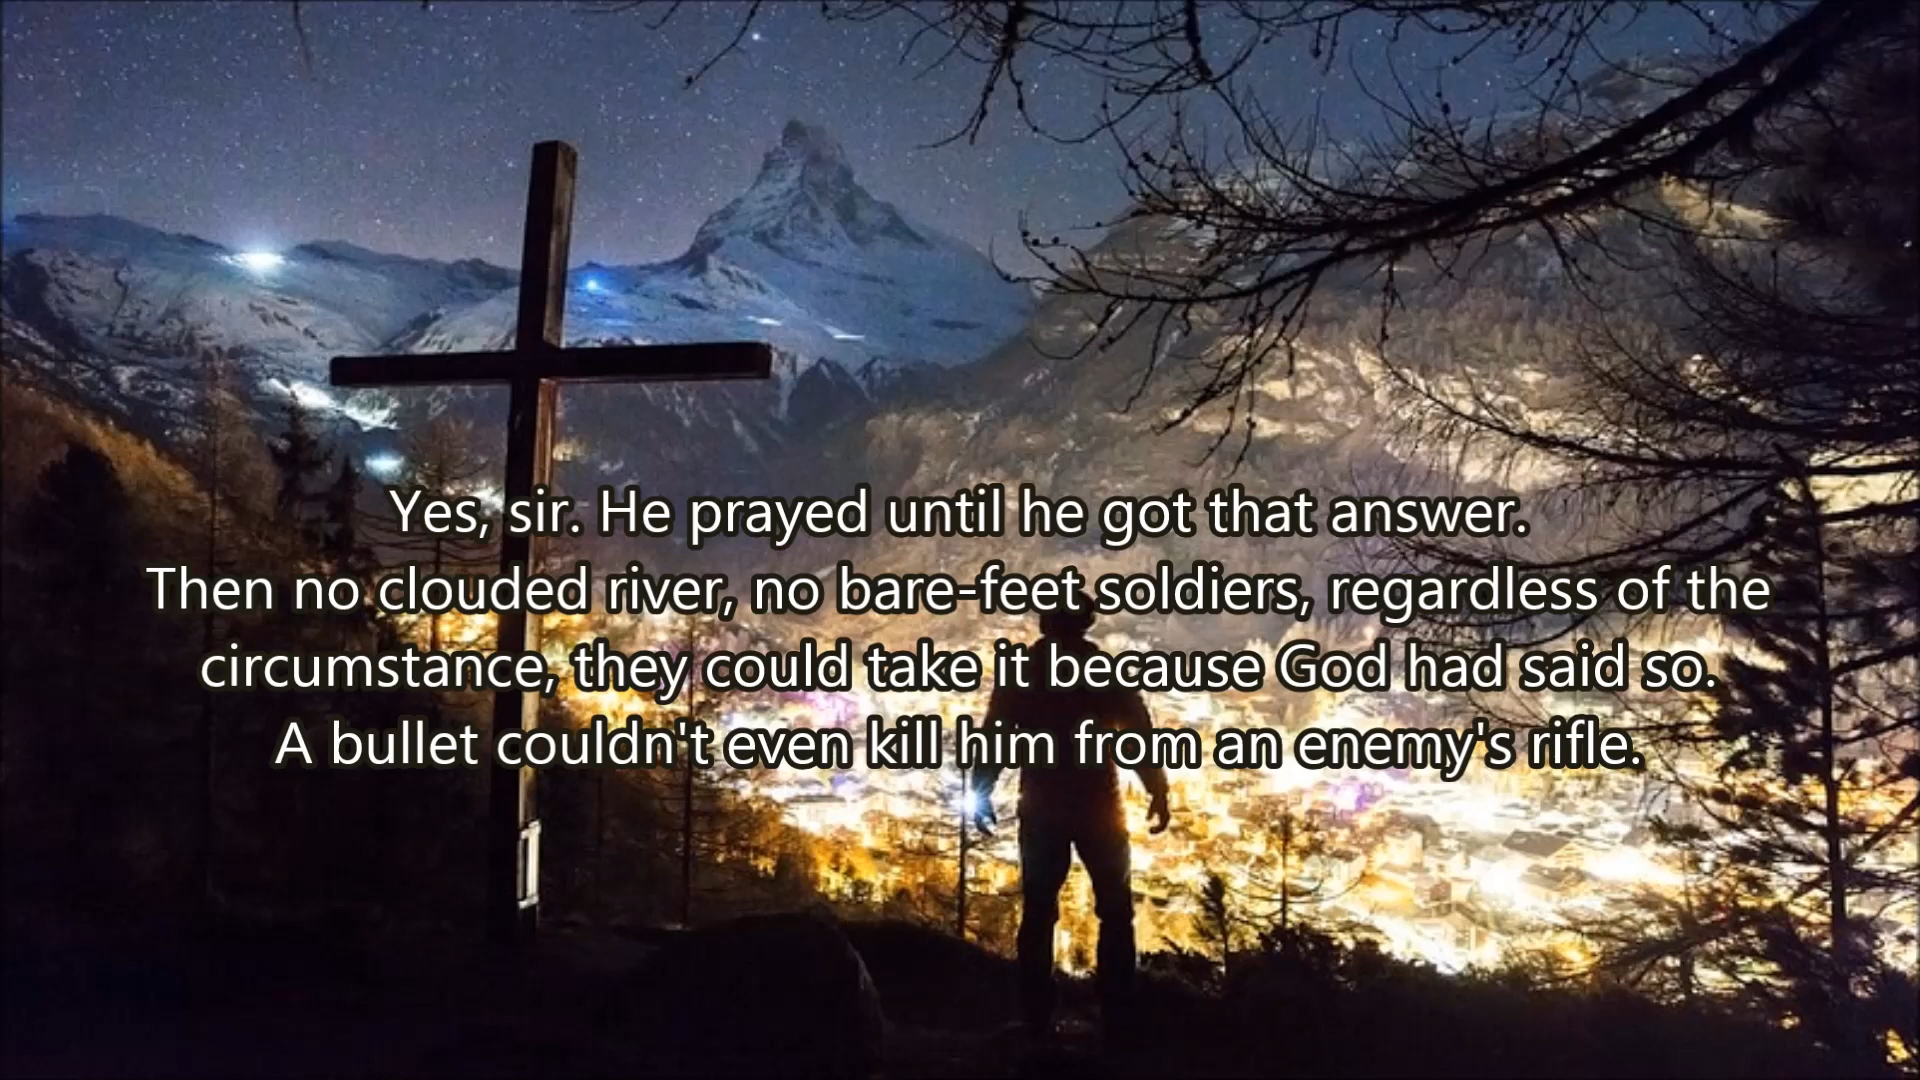 Yes, sir. He prayed until he got that answer.
Then no clouded river, no bare-feet soldiers, regardless of the
circumstance, they could take it because God had said so.
A bullet couldn't even kill him from an enemy's rifle.